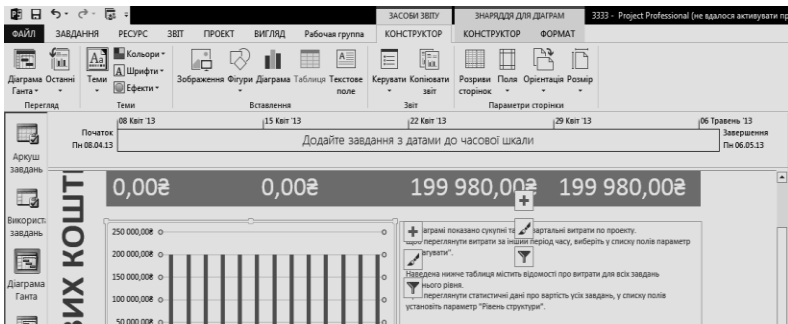 ЗАСОБИ ЗВІТУ
ЗНАРЯДДЯ ДЛЯ ДІАГРАМ
3333 - Project Professional (не вдалося активувати пр
ФАЙЛ ЗАВДАННЯ РЕСУРС ЗВІТ ПРОЕКТ ВИГЛЯД Рабочая группа КОНСТРУКТОР КОНСТРУКТОР ФОРМАТ
Кольори
Шрифти
Ефекти
Діаграма Ганта
Останні
Теми
Зображення Фігури Діаграма Таблиця Текстове поле
Керувати Копіювати звіт
Розриви сторінок
Поля Орієнтація Розмір
Перегляд Теми Вставлення Звіт Параметри сторінки
08 Квіт '13 15 Квіт '13 22 Квіт '13 29 Квіт '13 06 Травень '13
Початок
Пн 08.04.13
Додайте завдання з датами до часової шкали
Завершення
Пн 06.05.13
Аркуш завдань
Використ.
завдань
Діаграма Ганта
ВИХ КОШТ
0,00₴ 0,00₴ 199 980,00₴ 199 980,00₴
250 000,00₴
200 000,00₴
150 000,00₴
100 000,00₴
50 000,00₴
показано сукупні вартальні витрати по проекту.
переглянути витрати за інший період часу, виберіть у списку полів параметр
Наведена нижче таблиця містить відомості про витрати для всіх завдань
рівня.
переглянути статистичні дані про вартість усіх завдань, у списку полів
установіть параметр "Рівень структури".